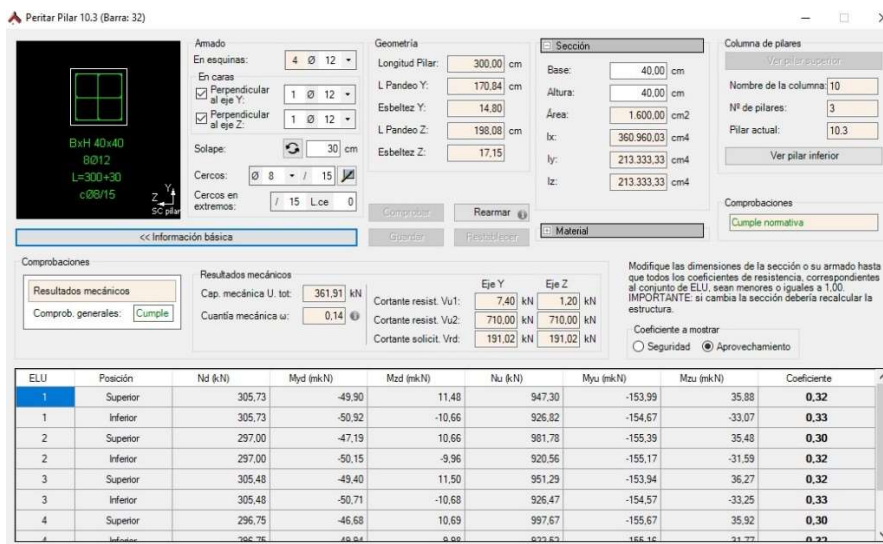 Peritar Pilar 10.3 (Barra: 32)
BxH 40x40
8Ø12
L=300+30
cØ8/15
Y
Z
SC pilar
<< Información básica
Armado
En esquinas: 4 Ø 12
En caras
Perpendicular al eje Y: 1 Ø 12
Perpendicular al eje Z: 1 Ø 12
Solape: 30 cm
Cercos: Ø 8 / 15
Cercos en extremos: / 15 L.ce 0
Geometría
Longitud Pilar: 300,00 cm
L Pandeo Y: 170,84 cm
Esbeltez Y: 14,80
L Pandeo Z: 198,08 cm
Esbeltez Z: 17,15
Comprobar Rearmar
Guardar Restablecer
Sección
Base: 40,00 cm
Altura: 40,00 cm
Área: 1.600,00 cm2
Ix: 360.960,03 cm4
Iy: 213.333,33 cm4
Iz: 213.333,33 cm4
Material
Columna de pilares
Ver pilar superior
Nombre de la columna: 10
Nº de pilares: 3
Pilar actual: 10.3
Ver pilar inferior
Comprobaciones
Cumple normativa
Comprobaciones
Resultados mecánicos
Comprob. generales: Cumple
Resultados mecánicos
Cap. mecánica U. tot: 361,91 kN
Cuantía mecánica ω: 0,14
Eje Y Eje Z
Cortante resist. Vu1: 7,40 kN 1,20 kN
Cortante resist. Vu2: 710,00 kN 710,00 kN
Cortante solicit. Vrd: 191,02 kN 191,02 kN
Modifique las dimensiones de la sección o su armado hasta
que todos los coeficientes de resistencia, correspondientes
al conjunto de ELU, sean menores o iguales a 1,00.
IMPORTANTE: si cambia la sección debería recalcular la
estructura.
Coeficiente a mostrar
Seguridad Aprovechamiento
ELU Posición Nd (kN) Myd (mkN) Mzd (mkN) Nu (kN) Myu (mkN) Mzu (mkN) Coeficiente
1 Superior 305,73 -49,90 11,48 947,30 -153,99 35,88 0,32
1 Inferior 305,73 -50,92 -10,66 926,82 -154,67 -33,07 0,33
2 Superior 297,00 -47,19 10,66 981,78 -155,39 35,48 0,30
2 Inferior 297,00 -50,15 -9,96 920,56 -155,17 -31,59 0,32
3 Superior 305,48 -49,40 11,50 951,29 -153,94 36,27 0,32
3 Inferior 305,48 -50,71 -10,68 926,47 -154,57 -33,25 0,33
4 Superior 296,75 -46,68 10,69 997,67 -155,67 35,92 0,30
4 Inferior 296,75 -49,94 -9,98 922,52 -155,16 -31,77 0,32